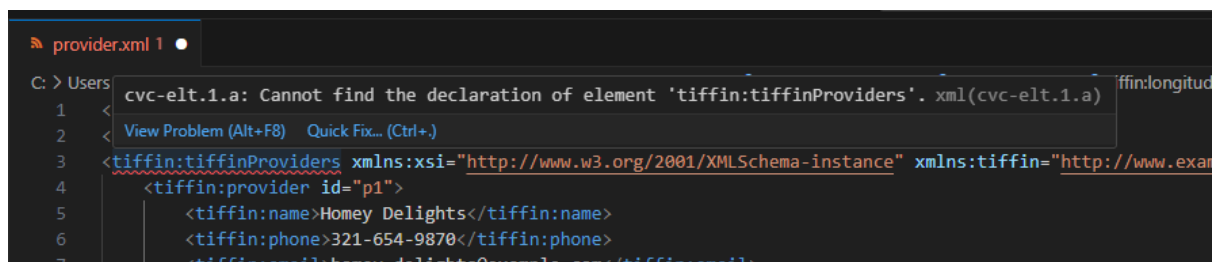 provider.xml 1
C: > Users
cvc-elt.1.a: Cannot find the declaration of element 'tiffin:tiffinProviders'. xml(cvc-elt.1.a)
View Problem (Alt+F8) Quick Fix... (Ctrl+.)
1 <
2 <
3 <tiffin:tiffinProviders xmlns:xsi="http://www.w3.org/2001/XMLSchema-instance" xmlns:tiffin="http://www.exam
4 <tiffin:provider id="p1">
5 <tiffin:name>Homey Delights</tiffin:name>
6 <tiffin:phone>321-654-9870</tiffin:phone>